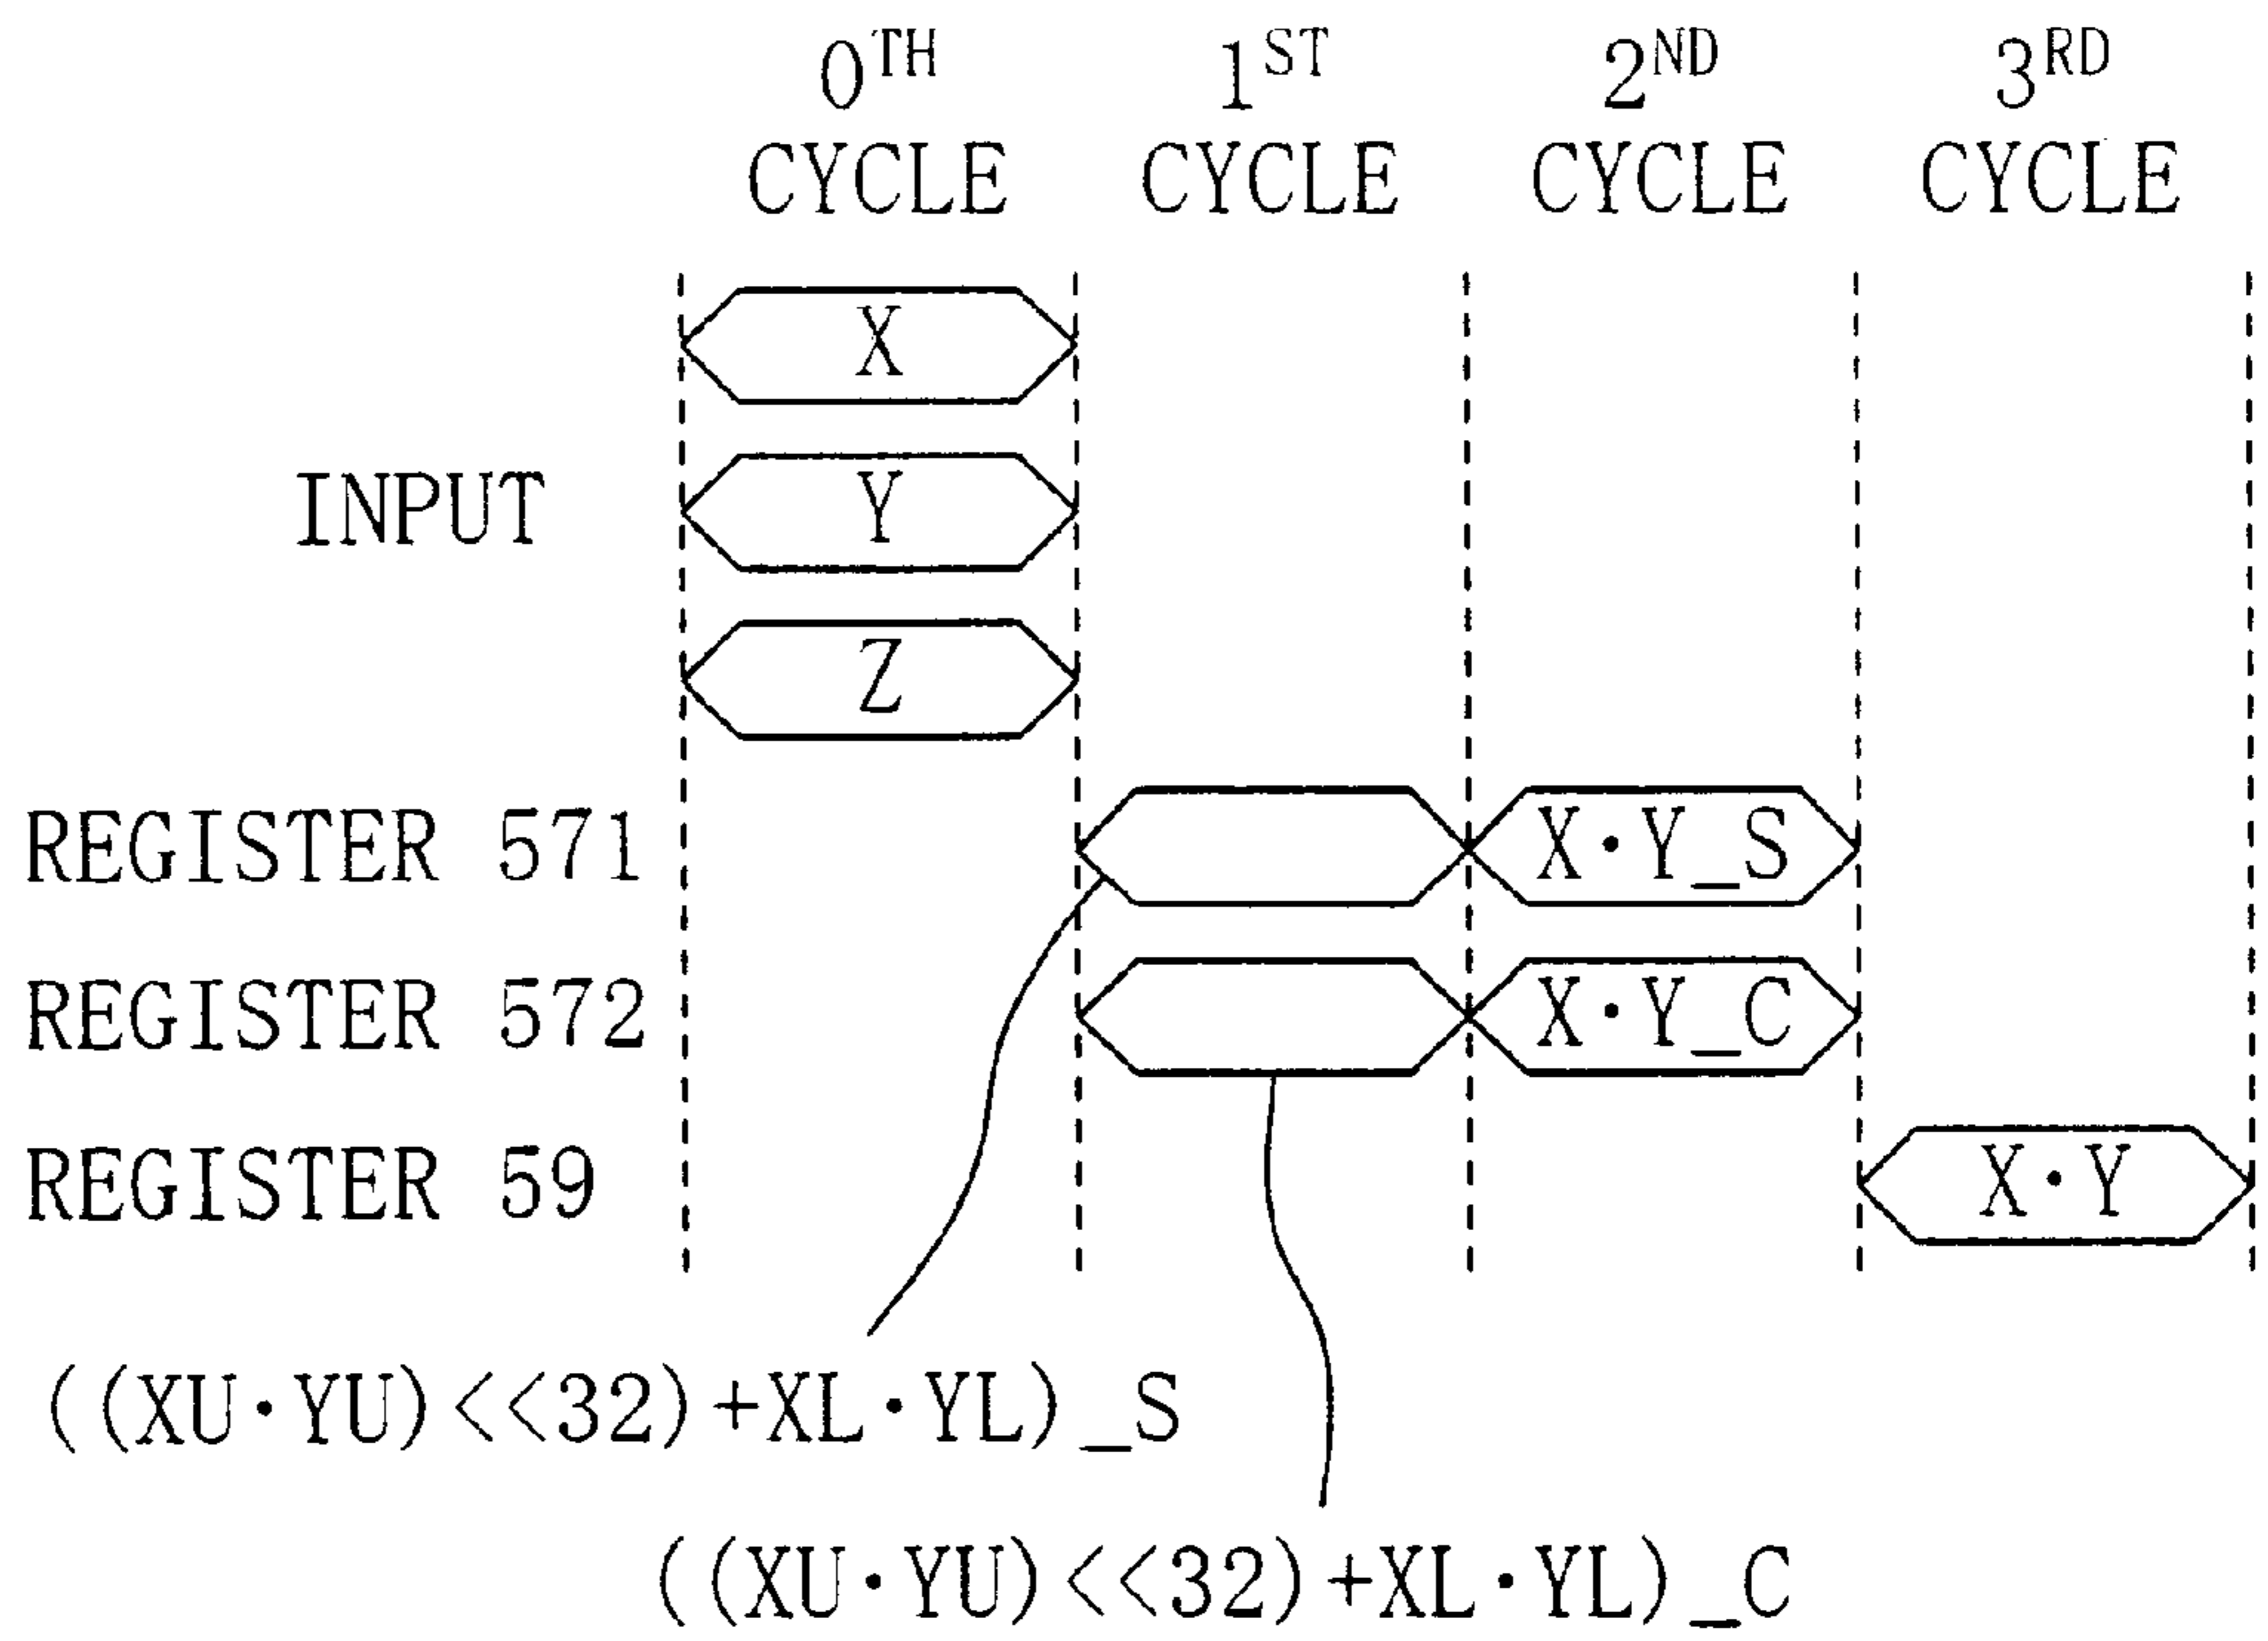 0TH 1ST 2ND 3RD
CYCLE CYCLE CYCLE CYCLE
X
INPUT Y
Z
REGISTER 571 X·Y_S
REGISTER 572 X·Y_C
REGISTER 59 X·Y
((XU·YU)<<32)+XL·YL)_S
((XU·YU)<<32)+XL·YL)_C